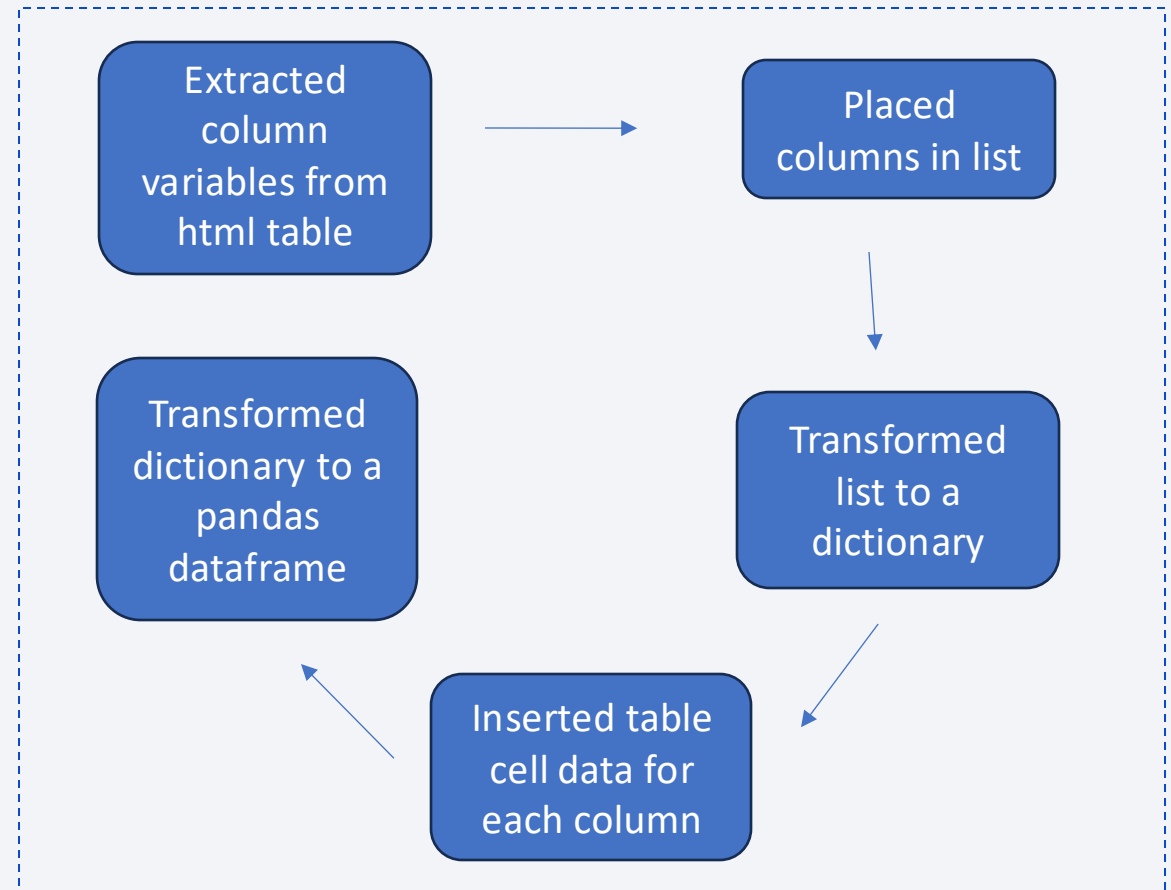 Extracted
column
variables from
html table
Placed
columns in list
Transformed
list to a
dictionary
Inserted table
cell data for
each column
Transformed
dictionary to a
pandas
dataframe